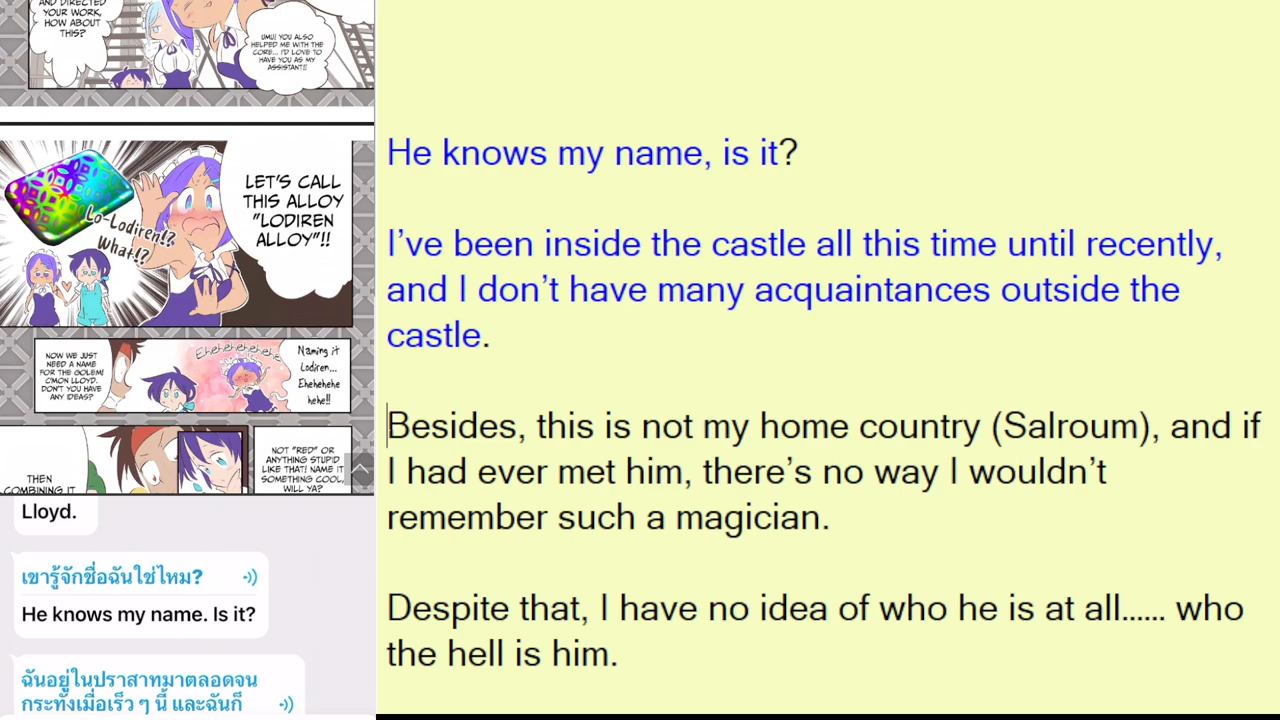 AND DIRECTED
YOUR WORK,
HOW ABOUT
THIS?
UMU! YOU ALSO
HELPED ME WITH THE
CORE... I'D LOVE TO
HAVE YOU AS MY
ASSISTANT!!
LET'S CALL
THIS ALLOY
"LODIREN
ALLOY"!!
Lo-Lodiren!?
What!?
NOW WE JUST
NEED A NAME
FOR THE GOLEM!
C'MON LLOYD.
DON'T YOU HAVE
ANY IDEAS?
Ehehehehehe
Naming it
Lodiren...
Ehehehehe
hehe!!
THEN
COMBINING IT
NOT "RED" OR
ANYTHING STUPID
LIKE THAT! NAME IT
SOMETHING COOL,
WILL YA?
Lloyd.
เขารู้จักชื่อฉันใช่ไหม?
He knows my name. Is it?
ฉันอยู่ในปราสาทมาตลอดจน
กระทั่งเมื่อเร็ว ๆ นี้ และฉันก็
He knows my name, is it?
I've been inside the castle all this time until recently,
and I don't have many acquaintances outside the
castle.
Besides, this is not my home country (Salroum), and if
I had ever met him, there's no way I wouldn't
remember such a magician.
Despite that, I have no idea of who he is at all...... who
the hell is him.